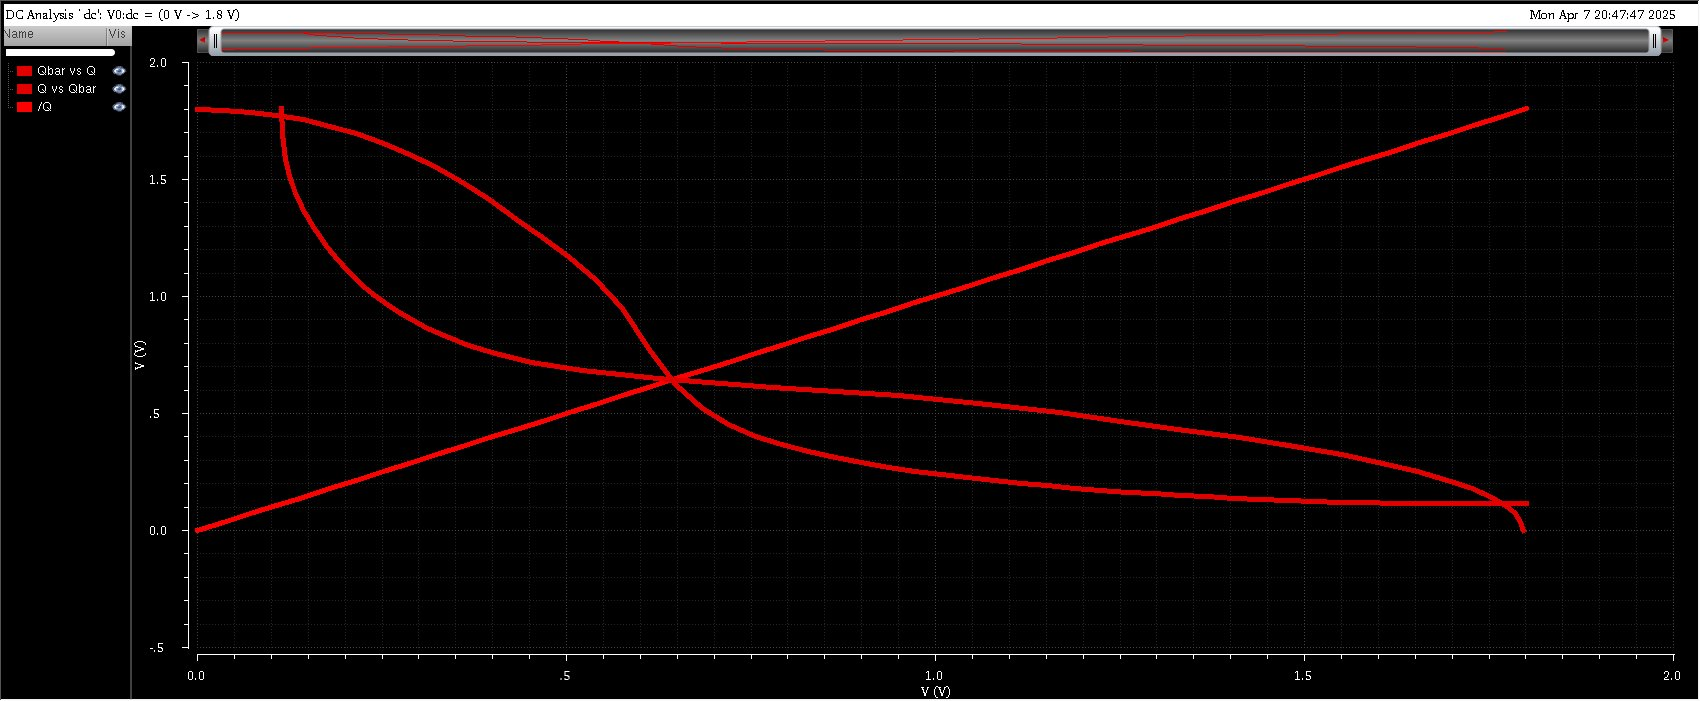 DC Analysis `dc': V0:dc = (0 V -> 1.8 V)
Mon Apr 7 20:47:47 2025
Name Vis
Qbar vs Q
Q vs Qbar
/Q
2.0
1.5
1.0
.5
0.0
-.5
V (V)
0.0 .5 1.0 1.5 2.0
V (V)